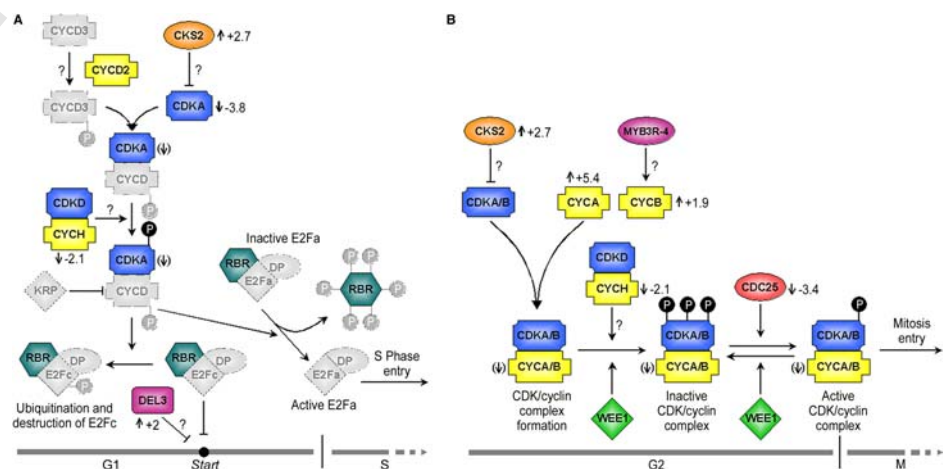 A
CYCD3
CKS2
↑ +2.7
?
CYCD2
?
CYCD3
P
CDKA
↓ -3.8
CDKA
(↓)
CYCD
P
CDKD
CYCH
?
↓ -2.1
P
CDKA
(↓)
KRP
CYCD
P
Inactive E2Fa
RBR
DP
E2Fa
P
P
P
RBR
P
P
P
RBR
DP
E2Fc
P
RBR
DP
E2Fc
DP
E2Fa
S Phase
entry
Ubiquitination and
destruction of E2Fc
DEL3
↑ +2
?
Active E2Fa
G1
Start
S
B
CKS2
↑ +2.7
MYB3R-4
?
?
↑ +5.4
CDKA/B
CYCA
CYCB
↑ +1.9
CDKD
CYCH
↓ -2.1
CDC25
↓ -3.4
?
P
P
P
P
CDKA/B
CYCA/B
(↓)
CDKA/B
CYCA/B
(↓)
CDKA/B
CYCA/B
(↓)
Mitosis
entry
CDK/cyclin
complex
formation
WEE1
Inactive
CDK/cyclin
complex
WEE1
Active
CDK/cyclin
complex
G2
M